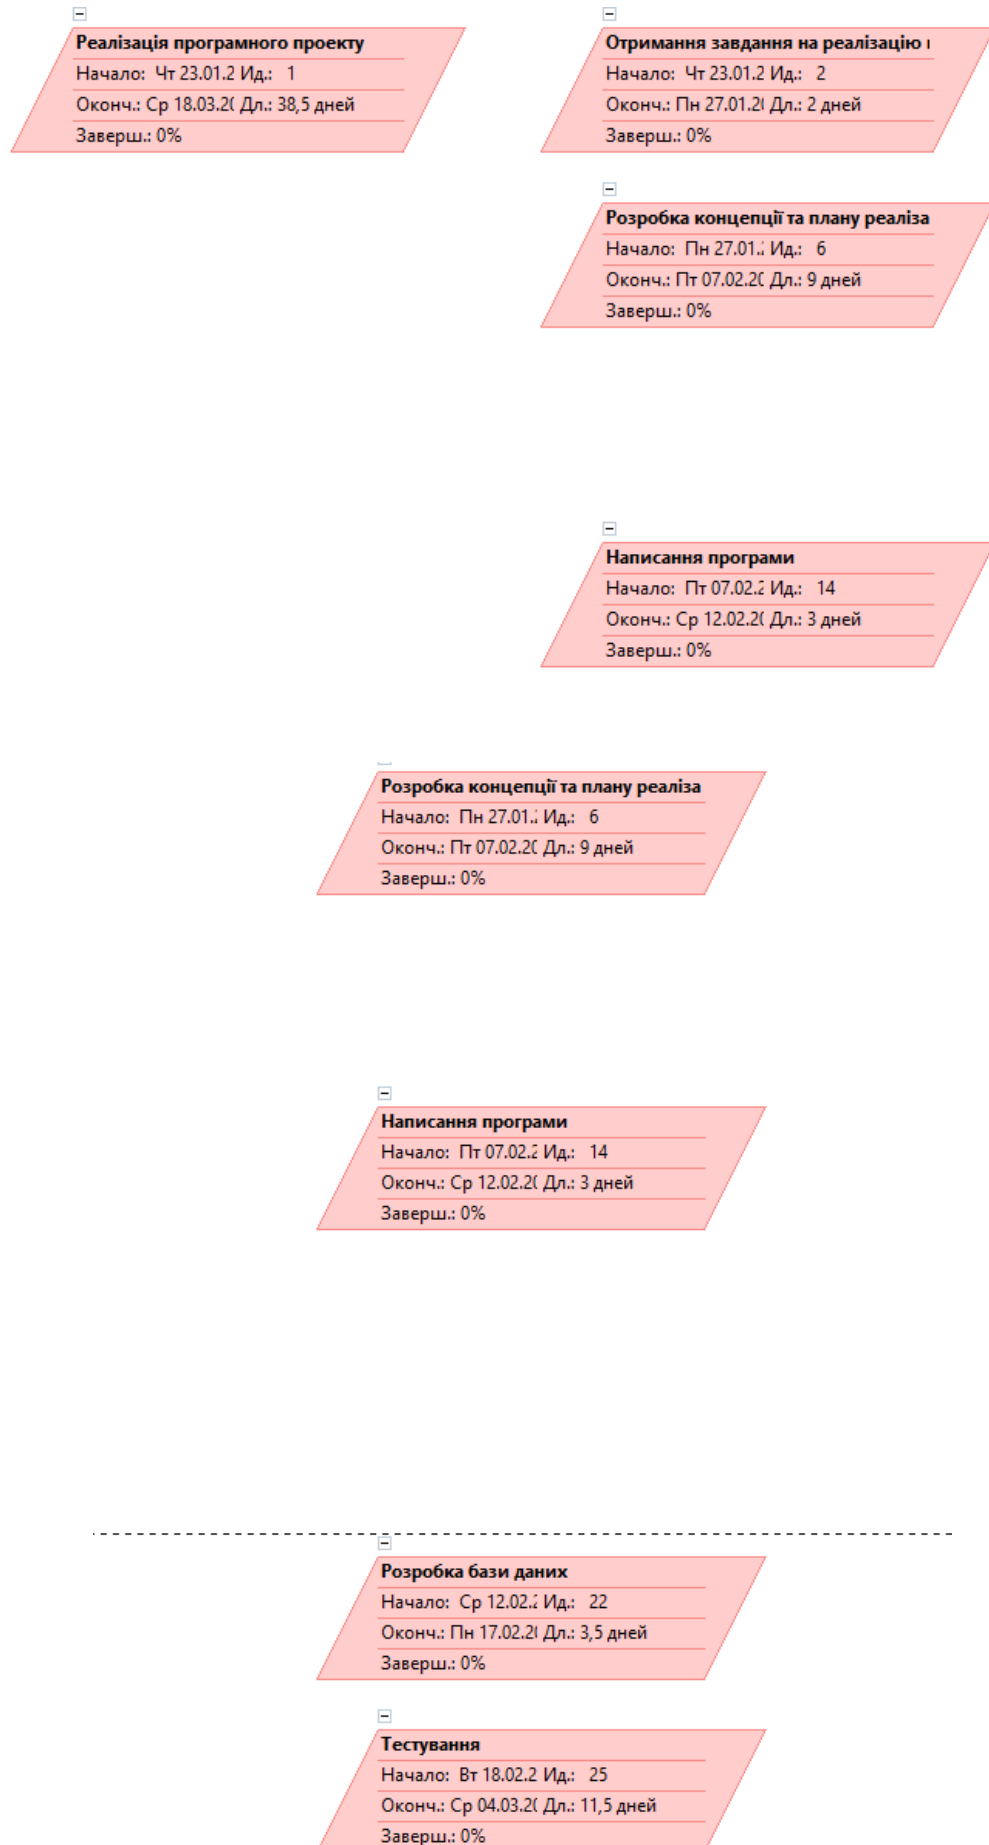 Реалізація програмного проекту
Начало: Чт 23.01.2 Ид.: 1
Оконч.: Ср 18.03.20 Дл.: 38,5 дней
Заверш.: 0%
Отримання завдання на реалізацію
Начало: Чт 23.01.2 Ид.: 2
Оконч.: Пн 27.01.20 Дл.: 2 дней
Заверш.: 0%
Розробка концепції та плану реаліза
Начало: Пн 27.01.2 Ид.: 6
Оконч.: Пт 07.02.20 Дл.: 9 дней
Заверш.: 0%
Написання програми
Начало: Пт 07.02.2 Ид.: 14
Оконч.: Ср 12.02.20 Дл.: 3 дней
Заверш.: 0%
Розробка концепції та плану реаліза
Начало: Пн 27.01.2 Ид.: 6
Оконч.: Пт 07.02.20 Дл.: 9 дней
Заверш.: 0%
Написання програми
Начало: Пт 07.02.2 Ид.: 14
Оконч.: Ср 12.02.20 Дл.: 3 дней
Заверш.: 0%
Розробка бази даних
Начало: Ср 12.02.2 Ид.: 22
Оконч.: Пн 17.02.20 Дл.: 3,5 дней
Заверш.: 0%
Тестування
Начало: Вт 18.02.2 Ид.: 25
Оконч.: Ср 04.03.20 Дл.: 11,5 дней
Заверш.: 0%